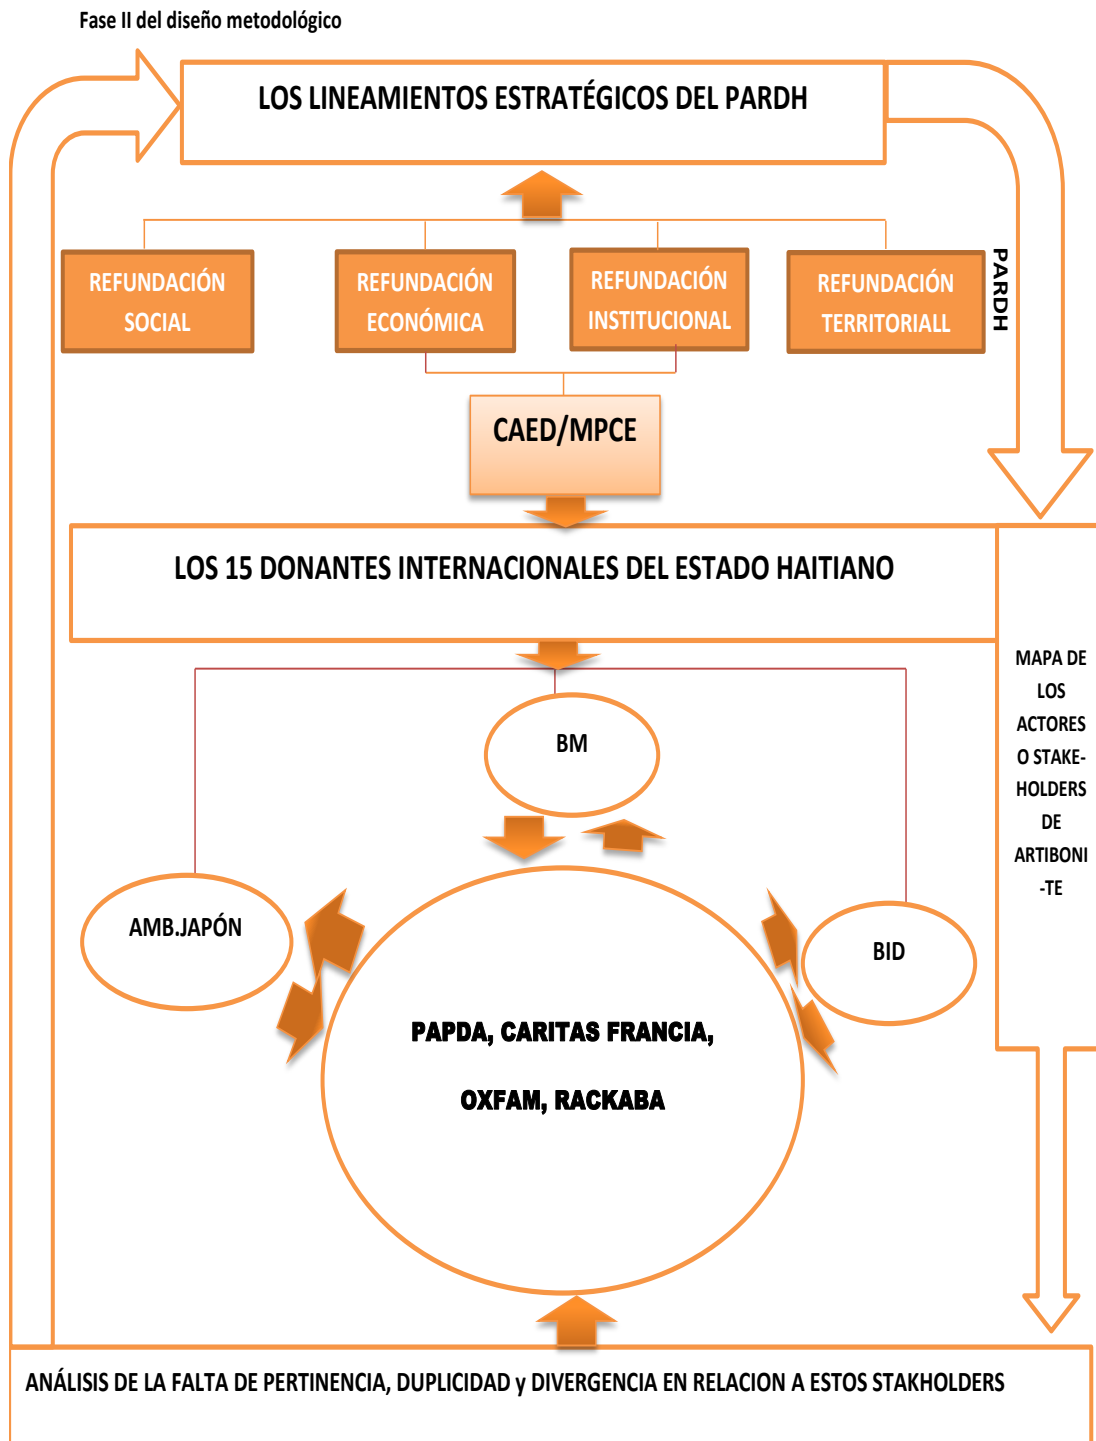 Fase II del diseño metodológico
LOS LINEAMIENTOS ESTRATÉGICOS DEL PARDH
REFUNDACIÓN
SOCIAL
REFUNDACIÓN
ECONÓMICA
REFUNDACIÓN
INSTITUCIONAL
REFUNDACIÓN
TERRITORIALL
PARDH
CAED/MPCE
LOS 15 DONANTES INTERNACIONALES DEL ESTADO HAITIANO
MAPA DE
LOS
ACTORES
O STAKE-
HOLDERS
DE
ARTIBONI
-TE
BM
AMB.JAPÓN
BID
PAPDA, CARITAS FRANCIA,
OXFAM, RACKABA
ANÁLISIS DE LA FALTA DE PERTINENCIA, DUPLICIDAD y DIVERGENCIA EN RELACION A ESTOS STAKHOLDERS